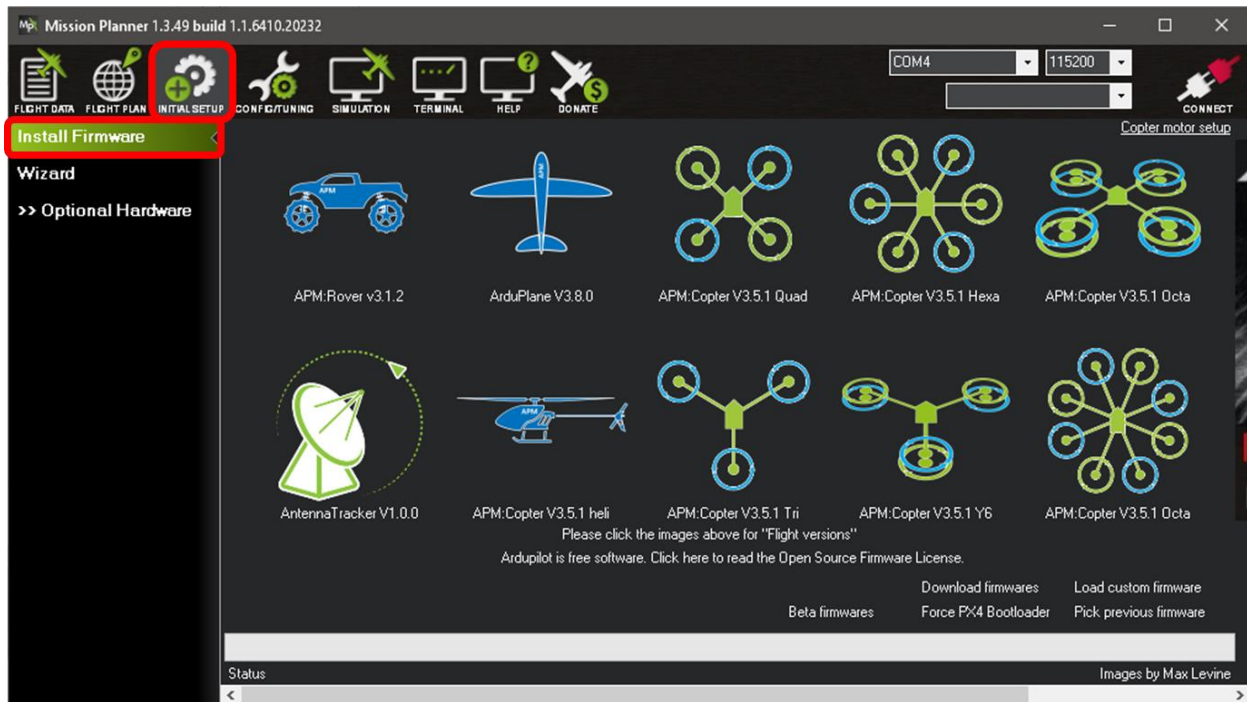 Mission Planner 1.3.49 build 1.1.6410.20232
COM4 115200
FLIGHT DATA FLIGHT PLAN INITIAL SETUP CONFIG/TUNING SIMULATION TERMINAL HELP DONATE CONNECT
Install Firmware
Copter motor setup
Wizard
>> Optional Hardware
APM
APM
APM:Rover v3.1.2 ArduPlane V3.8.0 APM:Copter V3.5.1 Quad APM:Copter V3.5.1 Hexa APM:Copter V3.5.1 Octa
APM
AntennaTracker V1.0.0 APM:Copter V3.5.1 heli APM:Copter V3.5.1 Tri APM:Copter V3.5.1 Y6 APM:Copter V3.5.1 Octa
Please click the images above for "Flight versions"
Ardupilot is free software. Click here to read the Open Source Firmware License.
Download firmwares Load custom firmware
Beta firmwares Force PX4 Bootloader Pick previous firmware
Status Images by Max Levine